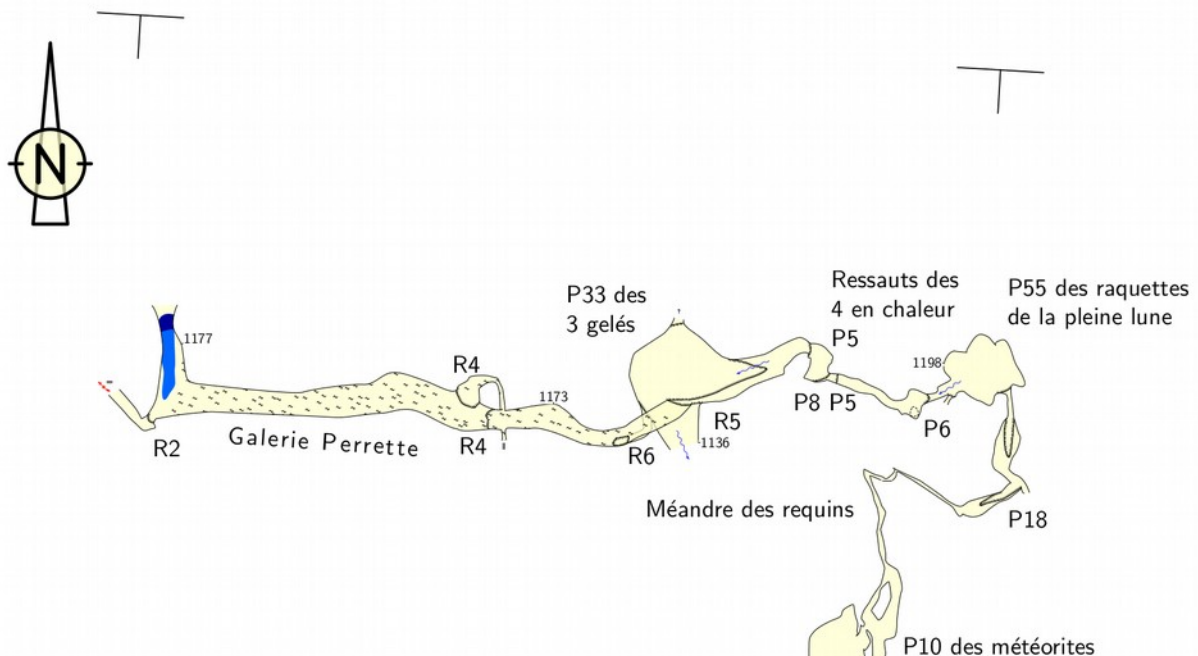 N
Ressauts des
4 en chaleur
P55 des raquettes
de la pleine lune
P33 des
3 gelés
P5
1177
1198
R4
1173
P8 P5
R5
P6
Galerie Perrette
R2
R4
R6
1136
Méandre des requins
P18
P10 des météorites